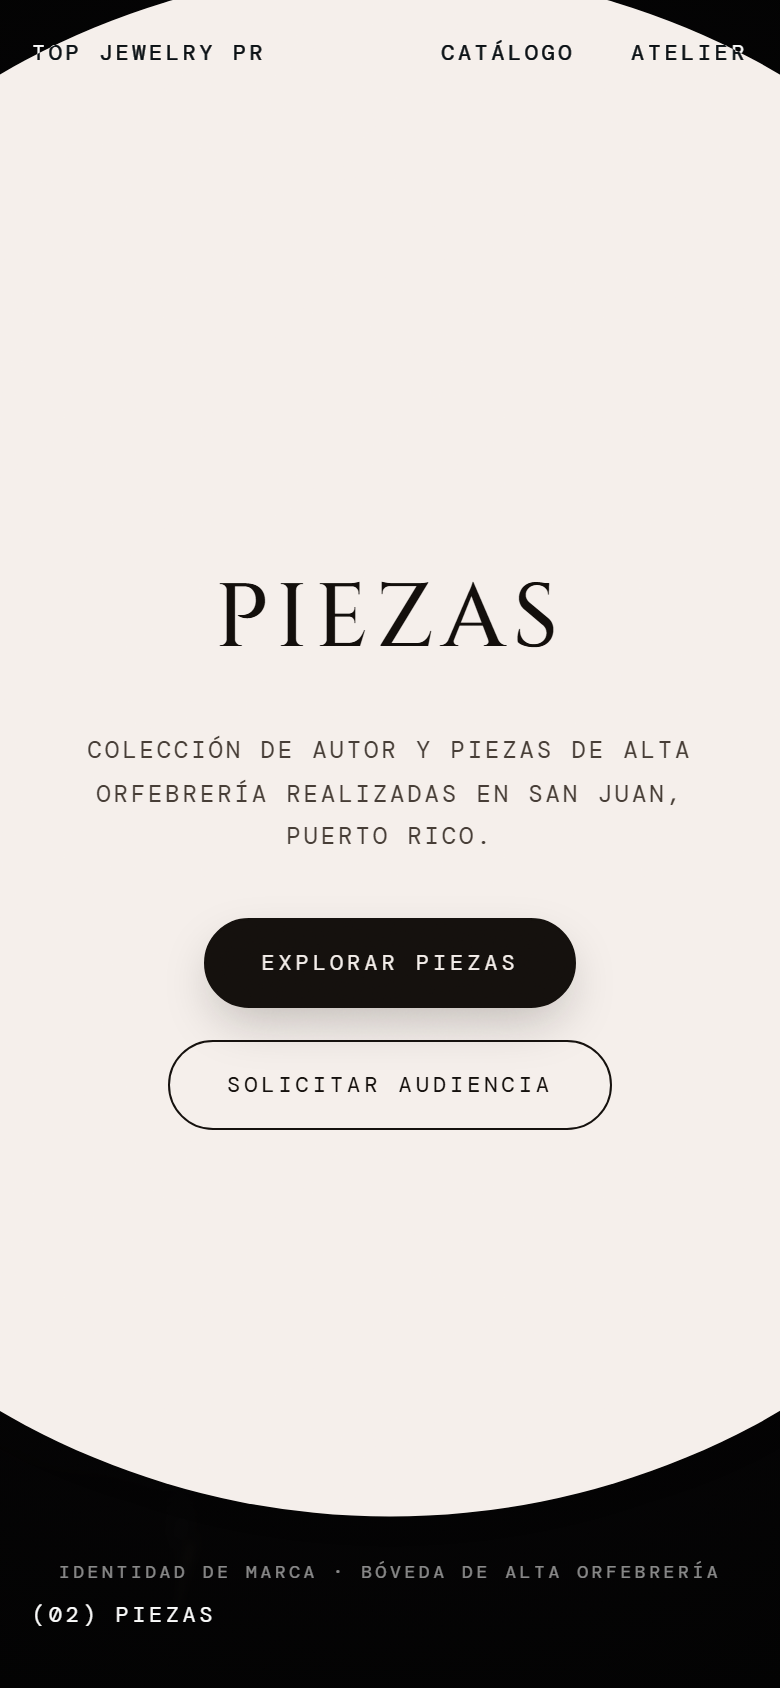 TOP JEWELRY PR CATÁLOGO ATELIER
PIEZAS
COLECCIÓN DE AUTOR Y PIEZAS DE ALTA
ORFEBRERÍA REALIZADAS EN SAN JUAN,
PUERTO RICO.
EXPLORAR PIEZAS
SOLICITAR AUDIENCIA
IDENTIDAD DE MARCA · BÓVEDA DE ALTA ORFEBRERÍA
(02) PIEZAS